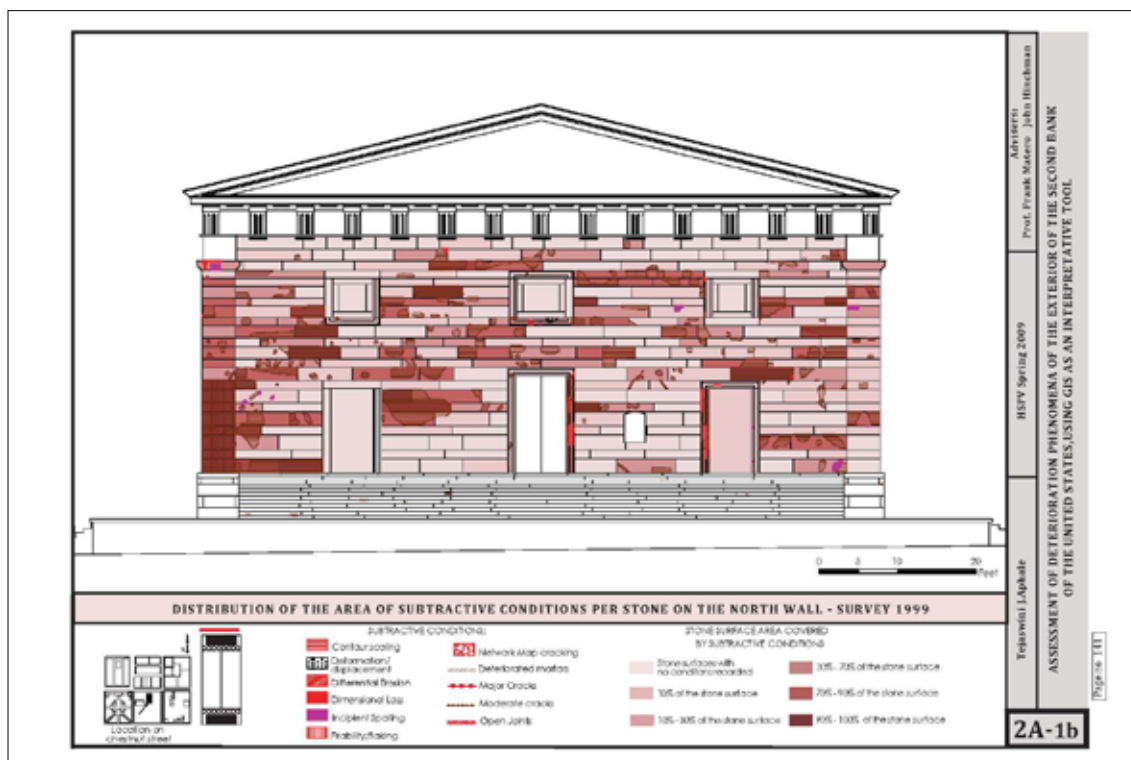 0 5 10 20
Feet
DISTRIBUTION OF THE AREA OF SUBTRACTIVE CONDITIONS PER STONE ON THE NORTH WALL - SURVEY 1999
Location on
chestnut street
SUBTRACTIVE CONDITIONS:
Contour scaling
Deformation/
displacement
Differential Erosion
Dimensional Loss
Incipient Spalling
Friability/flaking
Network Map cracking
Deteriorated mortars
Major Cracks
Moderate cracks
Open Joints
STONE SURFACE AREA COVERED
BY SUBTRACTIVE CONDITIONS
Stone surfaces with
no conditions recorded
10% of the stone surface
10% - 30% of the stone surface
30% - 70% of the stone surface
70% - 90% of the stone surface
90% - 100% of the stone surface
Advisers:
Prof. Frank Matero John Hinchman
HSPV Spring 2009
Tejaswini J.Aphale
ASSESSMENT OF DETERIORATION PHENOMENA OF THE EXTERIOR OF THE SECOND BANK
OF THE UNITED STATES,USING GIS AS AN INTERPRETATIVE TOOL
Page no 141
2A-1b